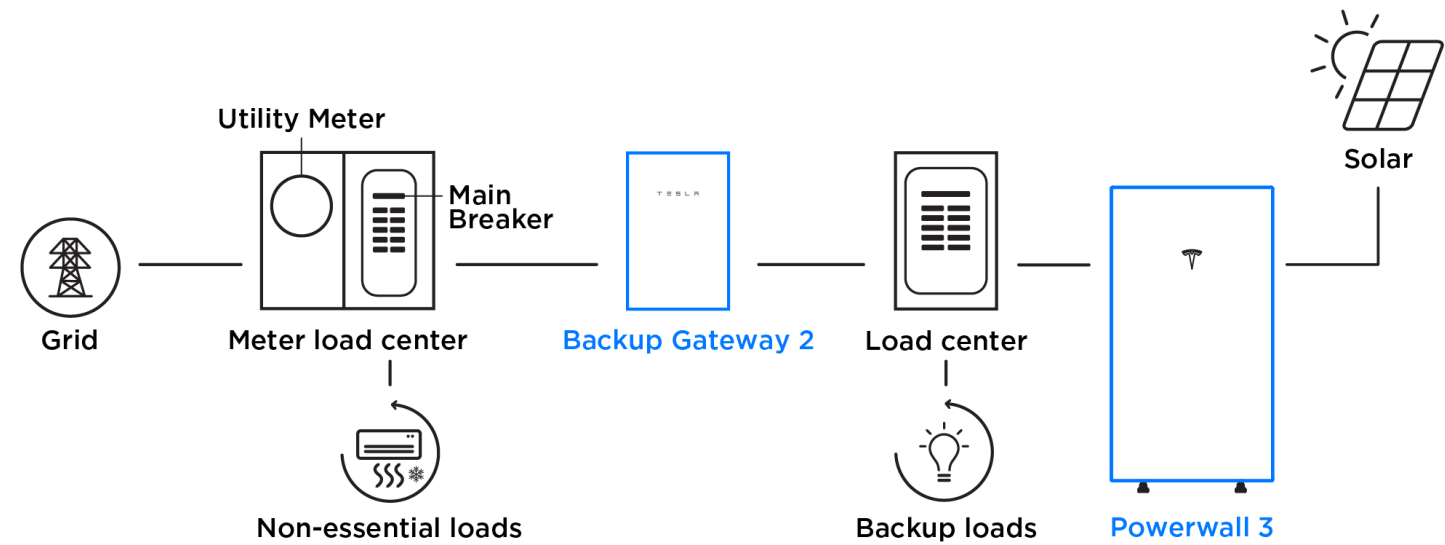 Utility Meter
Main
Breaker
TESLA
Solar
Grid
Meter load center
Backup Gateway 2
Load center
Non-essential loads
Backup loads
Powerwall 3